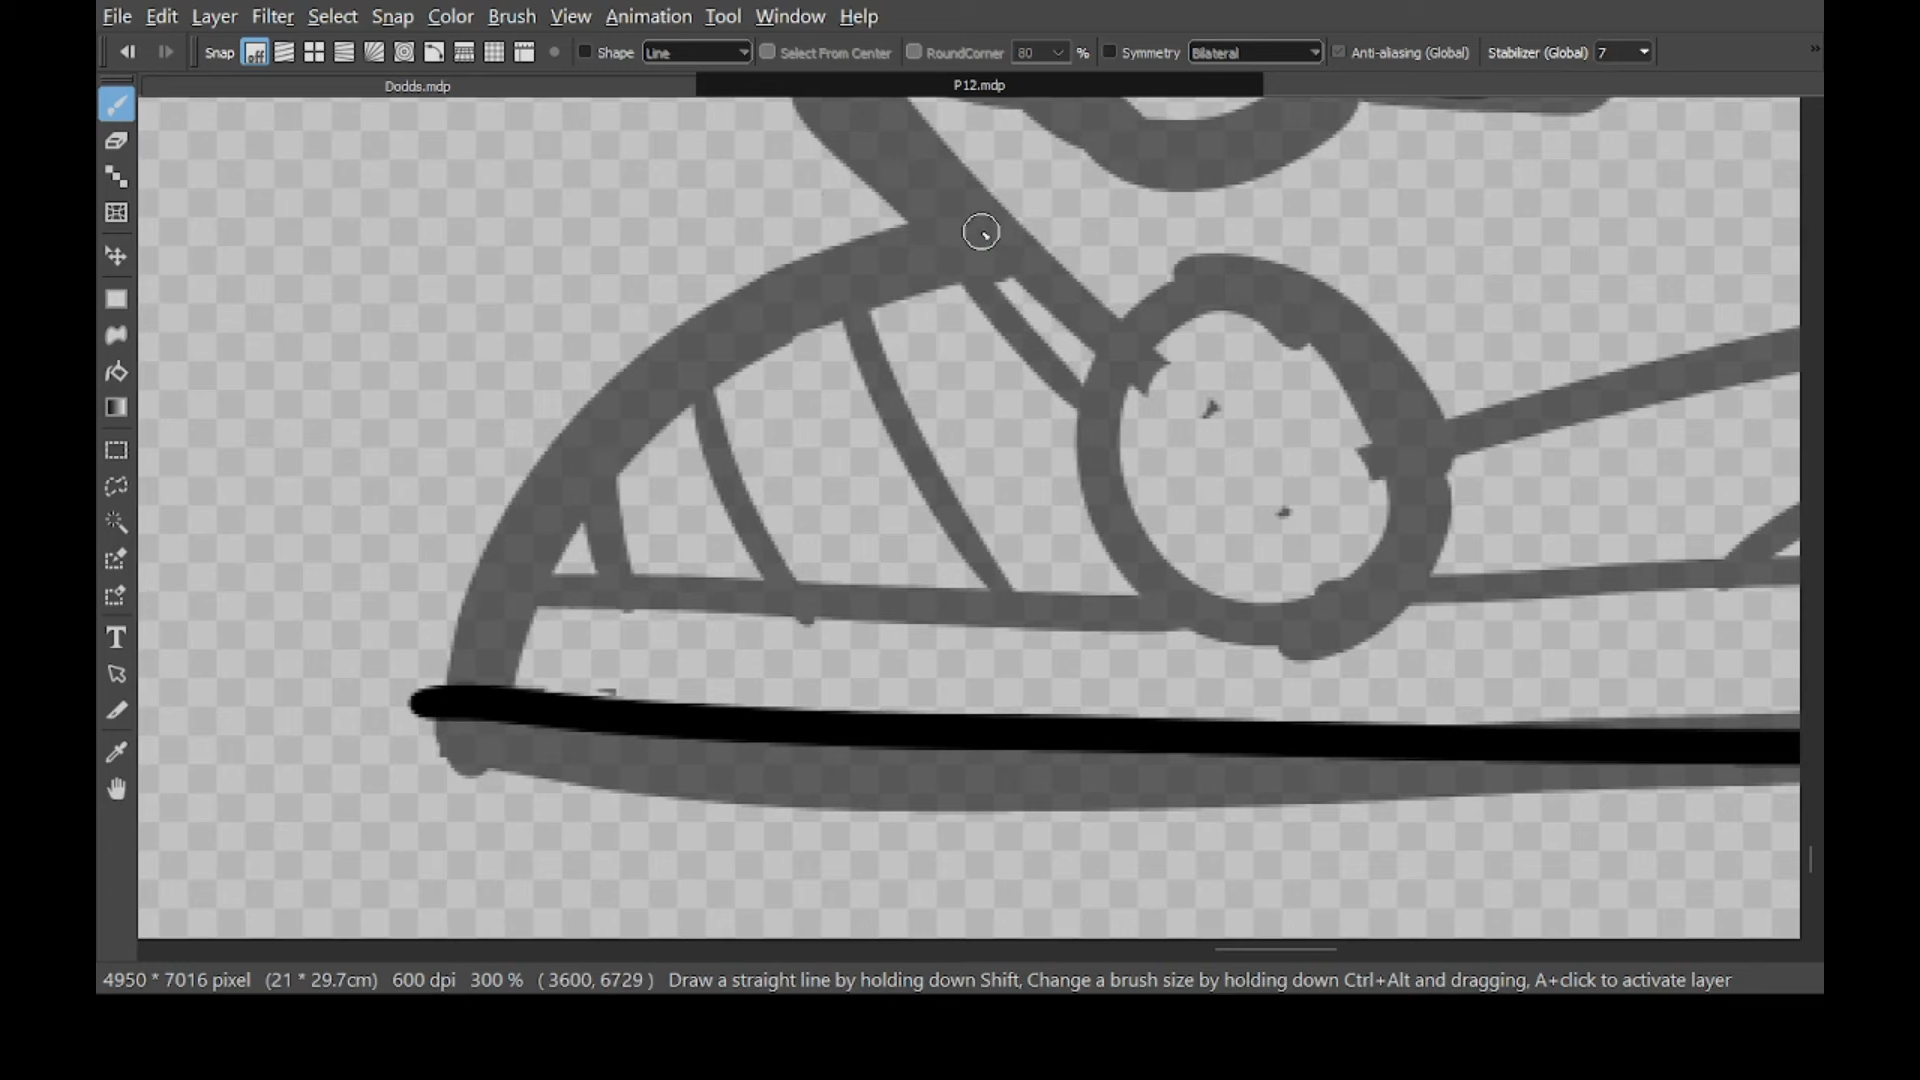 File Edit Layer Filter Select Snap Color Brush View Animation Tool Window Help
Snap off Shape Line Select From Center RoundCorner 80 % Symmetry Bilateral Anti-aliasing (Global) Stabilizer (Global) 7 »
Dodds.mdp P12.mdp
T
4950 * 7016 pixel (21 * 29.7cm) 600 dpi 300 % ( 3600, 6729 ) Draw a straight line by holding down Shift, Change a brush size by holding down Ctrl+Alt and dragging, A+click to activate layer